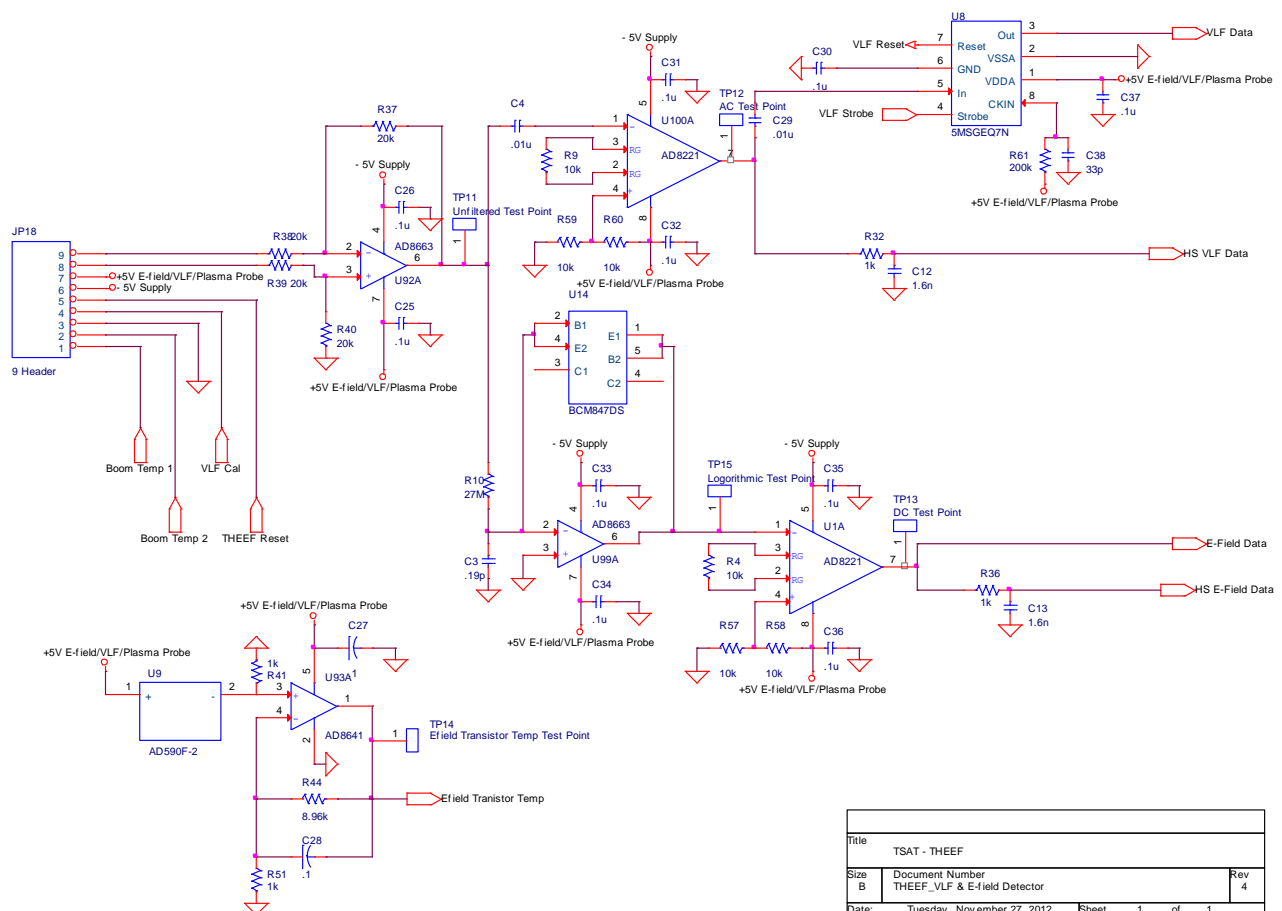 U8
- 5V Supply
VLF Reset
7
Reset
Out
3
VLF Data
C30
.1u
6
GND
VSSA
2
VDDA
1
+5V E-field/VLF/Plasma Probe
5
In
CKIN
8
C37
.1u
VLF Strobe
4
Strobe
5MSGEQ7N
R61
200k
C38
33p
+5V E-field/VLF/Plasma Probe
C31
.1u
5
TP12
AC Test Point
1
C29
.01u
C4
.01u
1
U100A
3
RG
R9
10k
2
RG
AD8221
7
4
8
C32
.1u
R59
10k
R60
10k
+5V E-field/VLF/Plasma Probe
R32
1k
C12
1.6n
HS VLF Data
R37
20k
- 5V Supply
C26
.1u
4
TP11
Unfiltered Test Point
1
JP18
9
8
7
6
5
4
3
2
1
9 Header
+5V E-field/VLF/Plasma Probe
- 5V Supply
R38
20k
R39 20k
2
3
AD8663
6
U92A
7
R40
20k
C25
.1u
+5V E-field/VLF/Plasma Probe
Boom Temp 1
VLF Cal
Boom Temp 2
THEEF Reset
U14
2
B1
E1
1
4
E2
B2
5
3
C1
C2
4
BCM847DS
R10
27M
C3
.19p
- 5V Supply
C33
.1u
4
2
3
AD8663
6
U99A
7
C34
.1u
+5V E-field/VLF/Plasma Probe
TP15
Logorithmic Test Point
1
- 5V Supply
C35
.1u
5
U1A
1
3
RG
R4
10k
2
RG
AD8221
7
4
8
C36
.1u
R57
10k
R58
10k
+5V E-field/VLF/Plasma Probe
TP13
DC Test Point
1
E-Field Data
R36
1k
C13
1.6n
HS E-Field Data
+5V E-field/VLF/Plasma Probe
C27
1
+5V E-field/VLF/Plasma Probe
U9
1
+
-
2
AD590F-2
1k
R41
5
U93A
3
4
1
AD8641
2
TP14
Efield Transistor Temp Test Point
1
R44
8.96k
Efield Tranistor Temp
C28
.1
R51
1k
Title
TSAT - THEEF
Size
B
Document Number
THEEF_VLF & E-field Detector
Rev
4
Date:
Tuesday, November 27, 2012
Sheet
1
of
1